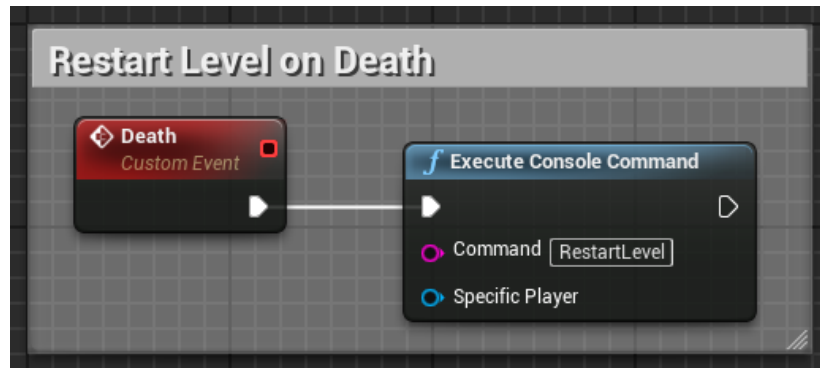 Restart Level on Death
Death
Custom Event
f Execute Console Command
Command RestartLevel
Specific Player